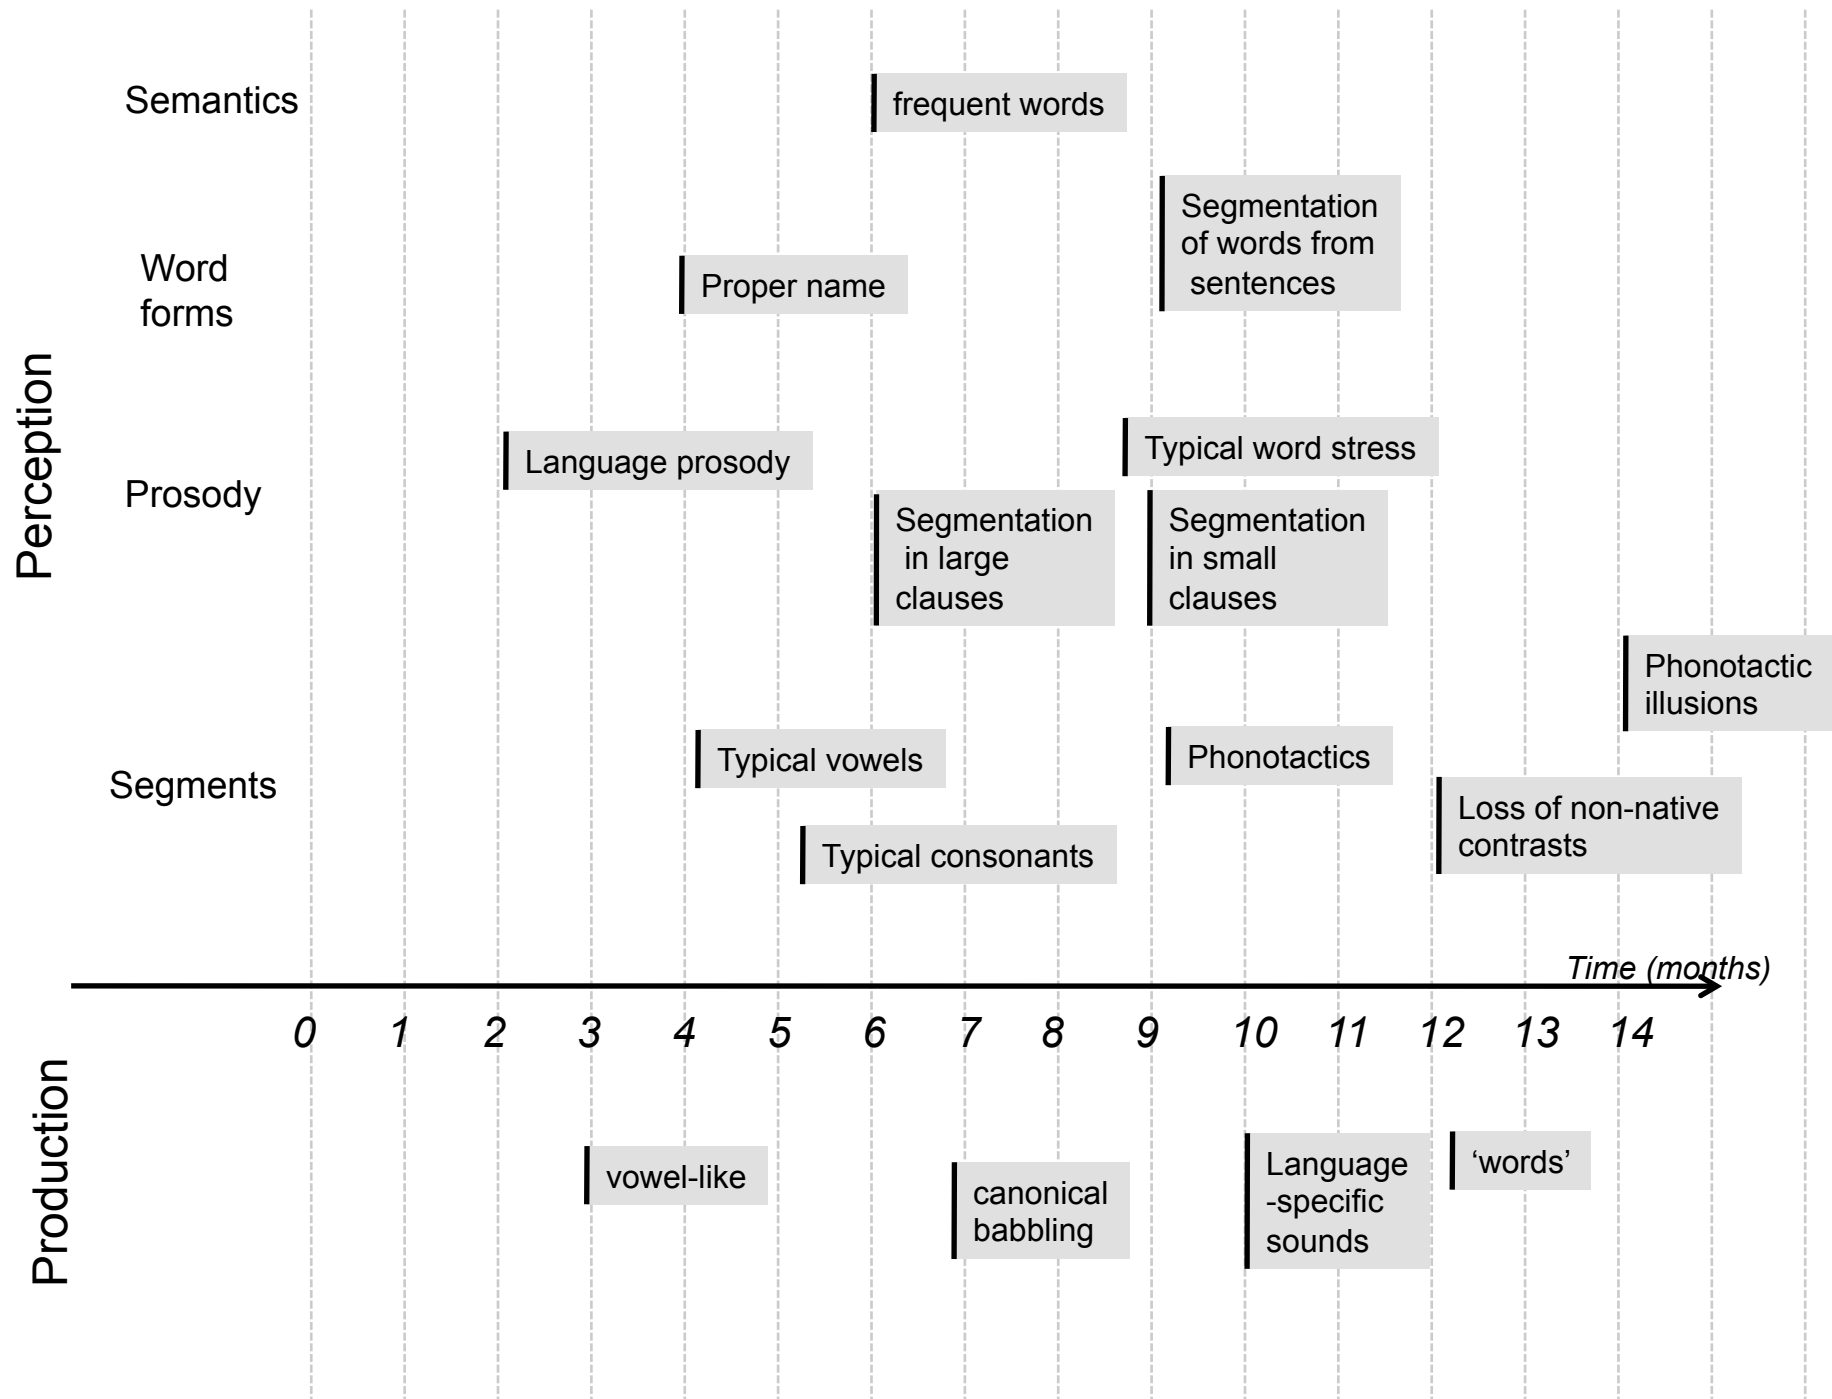 Perception
Semantics
frequent words
Word
forms
Proper name
Segmentation
of words from
sentences
Prosody
Language prosody
Typical word stress
Segmentation
in large
clauses
Segmentation
in small
clauses
Segments
Typical vowels
Typical consonants
Phonotactics
Phonotactic
illusions
Loss of non-native
contrasts
Time (months)
0 1 2 3 4 5 6 7 8 9 10 11 12 13 14
Production
vowel-like
canonical
babbling
Language
-specific
sounds
‘words’